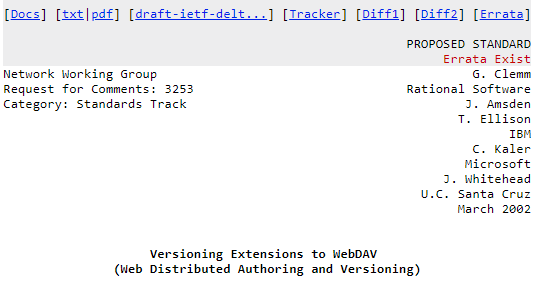 [Docs] [txt|pdf] [draft-ietf-delt...] [Tracker] [Diff1] [Diff2] [Errata]
PROPOSED STANDARD
Errata Exist
Network Working Group G. Clemm
Request for Comments: 3253 Rational Software
Category: Standards Track J. Amsden
T. Ellison
IBM
C. Kaler
Microsoft
J. Whitehead
U.C. Santa Cruz
March 2002
Versioning Extensions to WebDAV
(Web Distributed Authoring and Versioning)